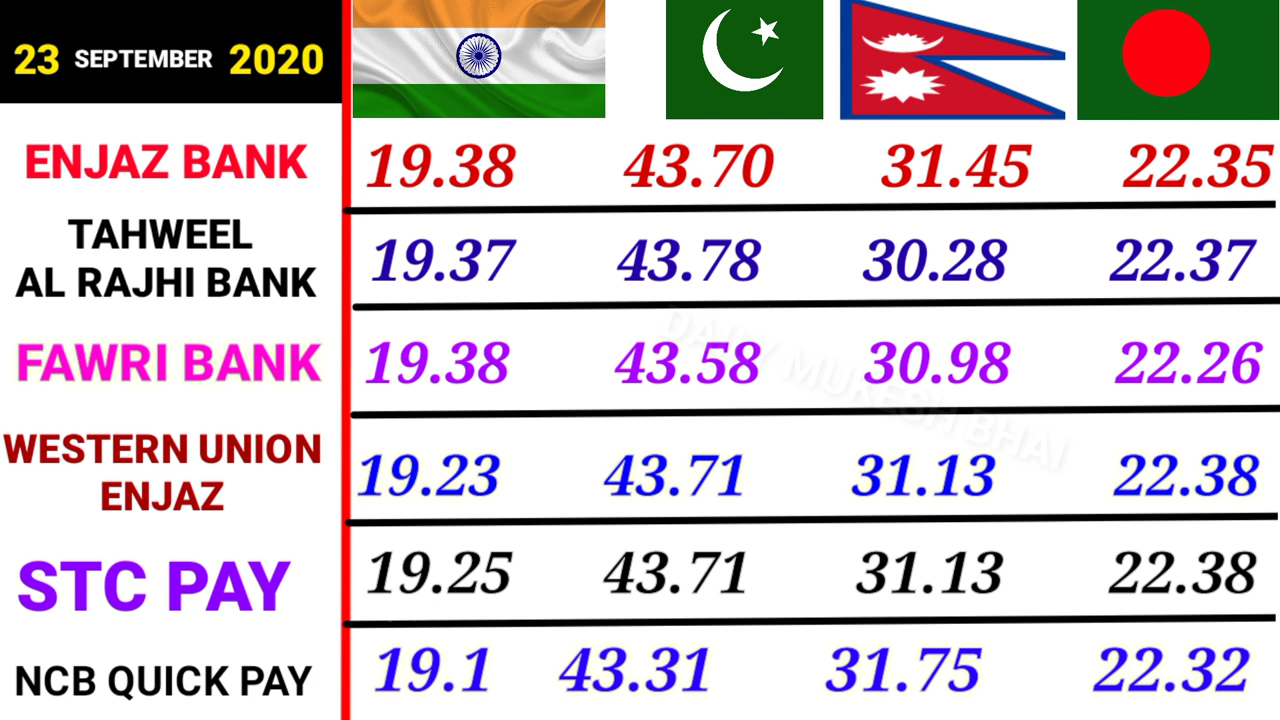 23 SEPTEMBER 2020
ENJAZ BANK 19.38 43.70 31.45 22.35
TAHWEEL
AL RAJHI BANK 19.37 43.78 30.28 22.37
FAWRI BANK 19.38 43.58 30.98 22.26
DAILY MUKESH BHAI
WESTERN UNION
ENJAZ 19.23 43.71 31.13 22.38
STC PAY 19.25 43.71 31.13 22.38
NCB QUICK PAY 19.1 43.31 31.75 22.32